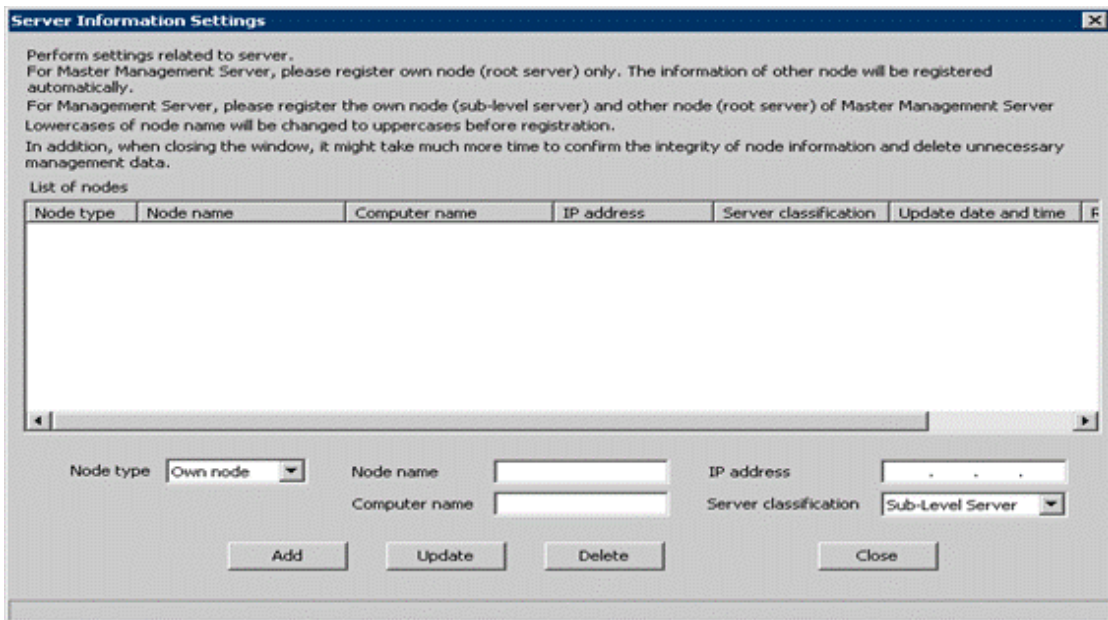 Server Information Settings
Perform settings related to server.
For Master Management Server, please register own node (root server) only. The information of other node will be registered
automatically.
For Management Server, please register the own node (sub-level server) and other node (root server) of Master Management Server
Lowercases of node name will be changed to uppercases before registration.
In addition, when closing the window, it might take much more time to confirm the integrity of node information and delete unnecessary
management data.
List of nodes
Node type Node name Computer name IP address Server classification Update date and time
Node type Own node Node name IP address . . .
Computer name Server classification Sub-Level Server
Add Update Delete Close